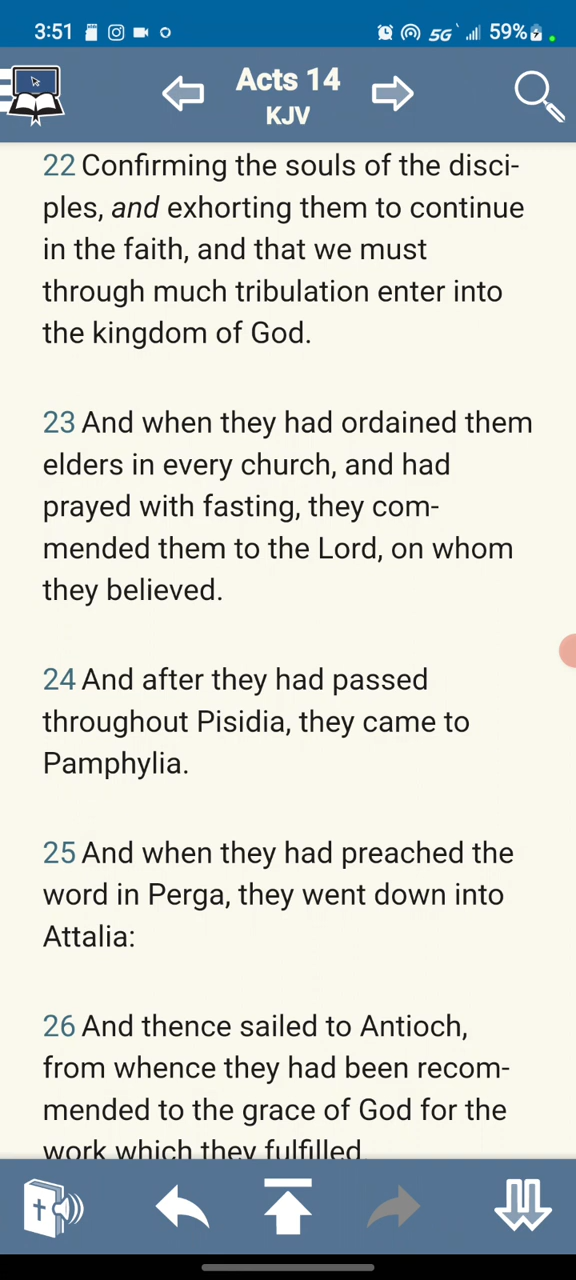 3:51
5G 59%
Acts 14
KJV
22 Confirming the souls of the disci-
ples, and exhorting them to continue
in the faith, and that we must
through much tribulation enter into
the kingdom of God.
23 And when they had ordained them
elders in every church, and had
prayed with fasting, they com-
mended them to the Lord, on whom
they believed.
24 And after they had passed
throughout Pisidia, they came to
Pamphylia.
25 And when they had preached the
word in Perga, they went down into
Attalia:
26 And thence sailed to Antioch,
from whence they had been recom-
mended to the grace of God for the
work which they fulfilled